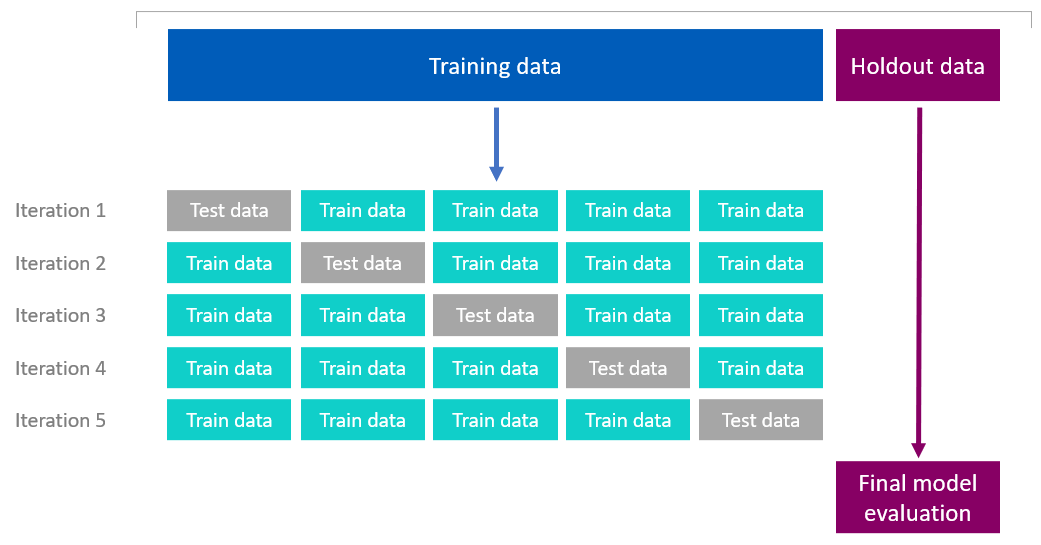 Training data
Holdout data
Iteration 1
Test data
Train data
Train data
Train data
Train data
Iteration 2
Train data
Test data
Train data
Train data
Train data
Iteration 3
Train data
Train data
Test data
Train data
Train data
Iteration 4
Train data
Train data
Train data
Test data
Train data
Iteration 5
Train data
Train data
Train data
Train data
Test data
Final model
evaluation